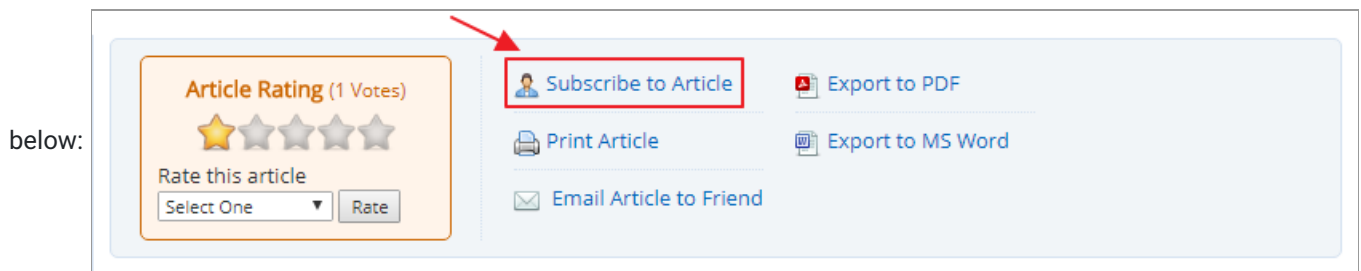 below:
Article Rating (1 Votes)
Rate this article
Select One
Rate
Subscribe to Article
Print Article
Email Article to Friend
Export to PDF
Export to MS Word